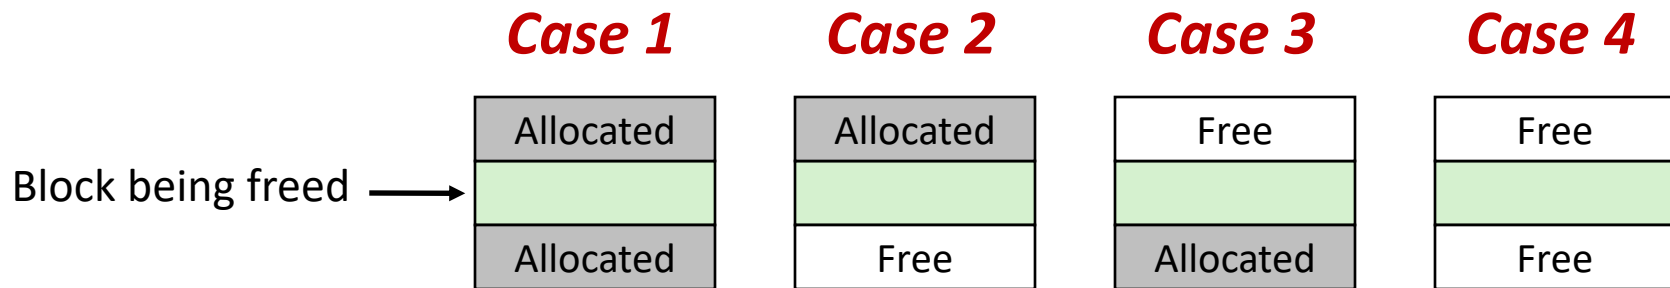 Case 1 Case 2 Case 3 Case 4
Allocated Allocated Free Free
Block being freed
Allocated Free Allocated Free